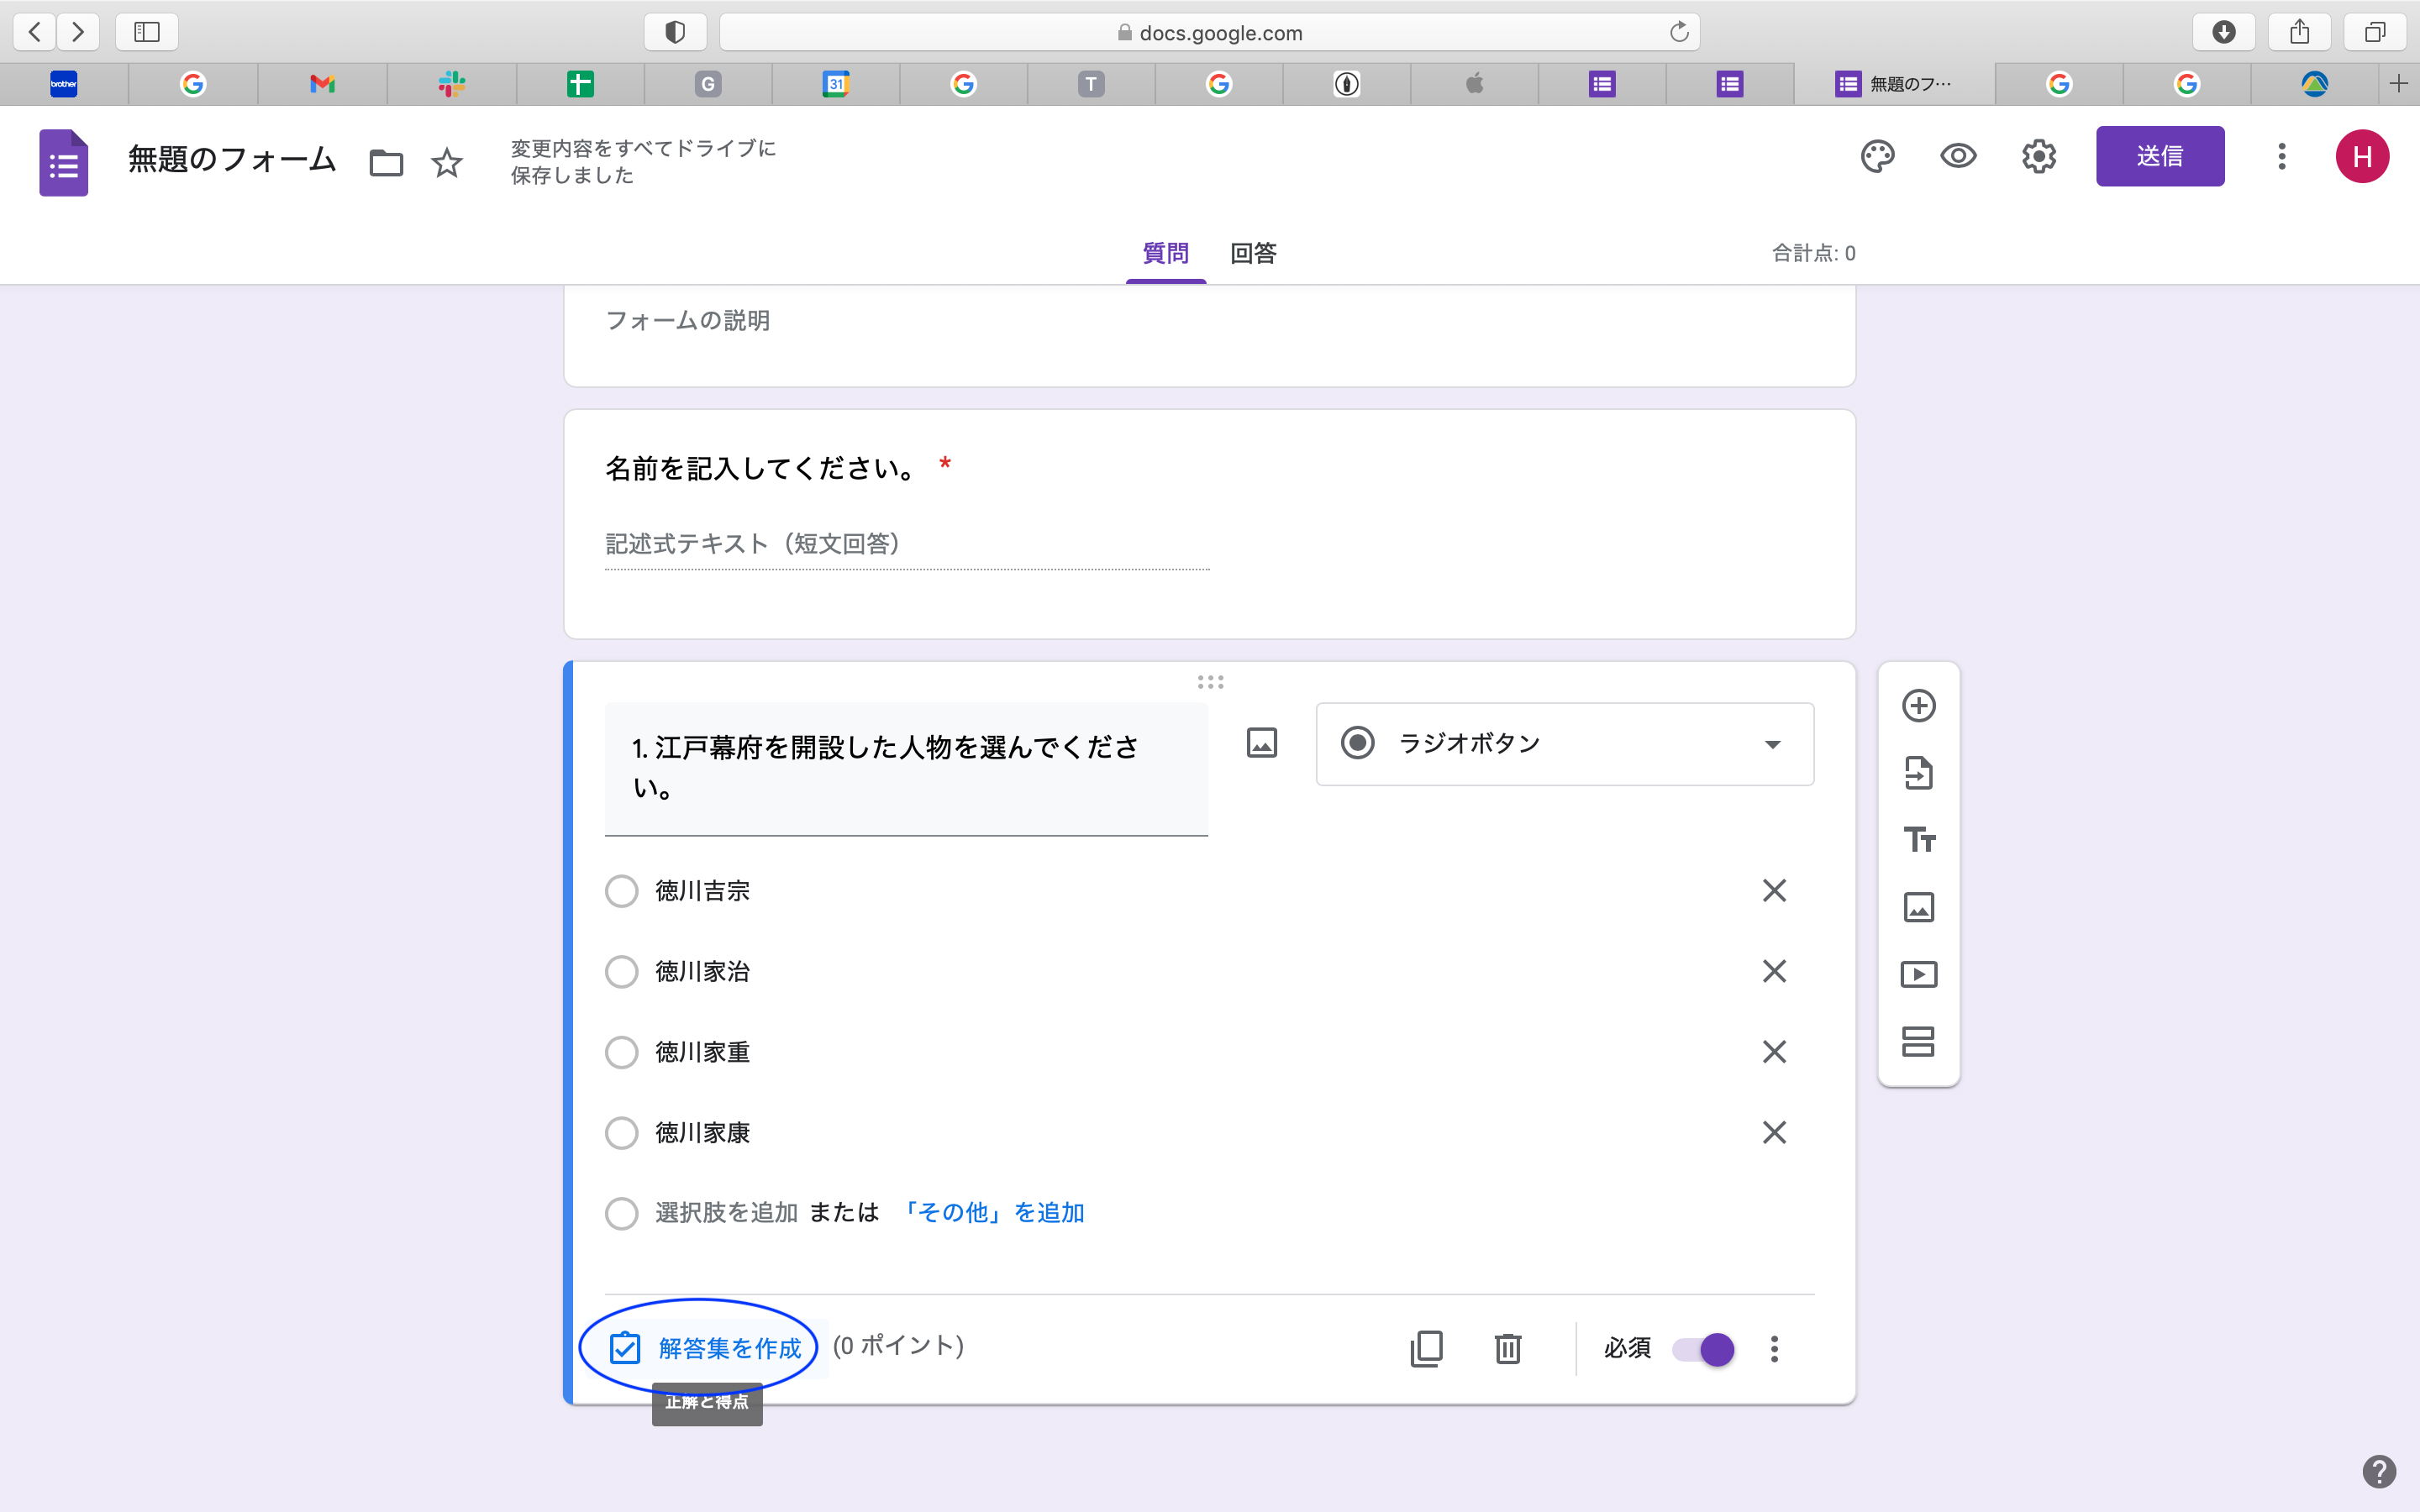 docs.google.com
brother
G
31
T
無題のフ…
無題のフォーム
変更内容をすべてドライブに
保存しました
送信
H
質問 回答
合計点: 0
フォームの説明
名前を記入してください。 *
記述式テキスト（短文回答）
1. 江戸幕府を開設した人物を選んでくださ
い。
ラジオボタン
徳川吉宗
徳川家治
徳川家重
徳川家康
選択肢を追加 または 「その他」を追加
解答集を作成 (0 ポイント)
必須
正解と得点